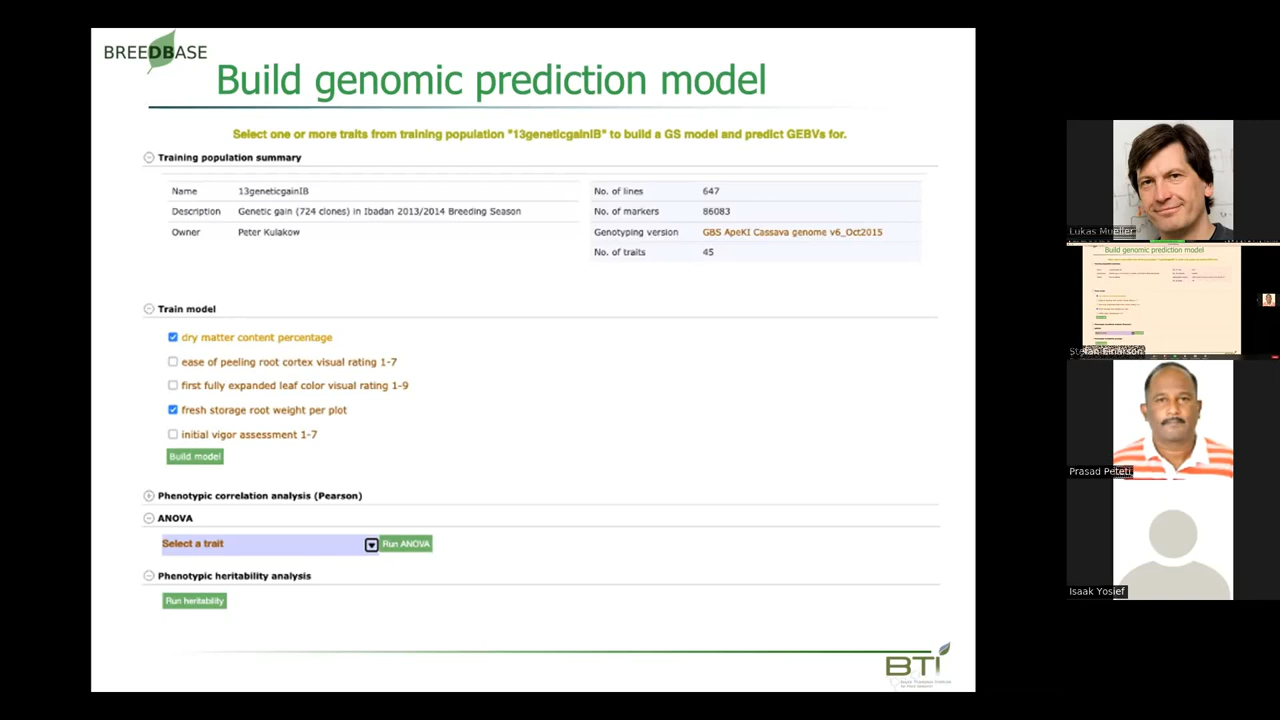 BREEDBASE
Build genomic prediction model
Select one or more traits from training population "13geneticgainIB" to build a GS model and predict GEBVs for.
Training population summary
Name 13geneticgainIB No. of lines 647
Description Genetic gain (724 clones) in Ibadan 2013/2014 Breeding Season No. of markers 86083
Owner Peter Kulakow Genotyping version GBS ApeKI Cassava genome v6_Oct2015
No. of traits 45
Train model
dry matter content percentage
ease of peeling root cortex visual rating 1-7
first fully expanded leaf color visual rating 1-9
fresh storage root weight per plot
initial vigor assessment 1-7
Build model
Phenotypic correlation analysis (Pearson)
ANOVA
Select a trait Run ANOVA
Phenotypic heritability analysis
Run heritability
BTI
Lukas Mueller
Build genomic prediction model
Prasad Peteti
Isaak Yosief